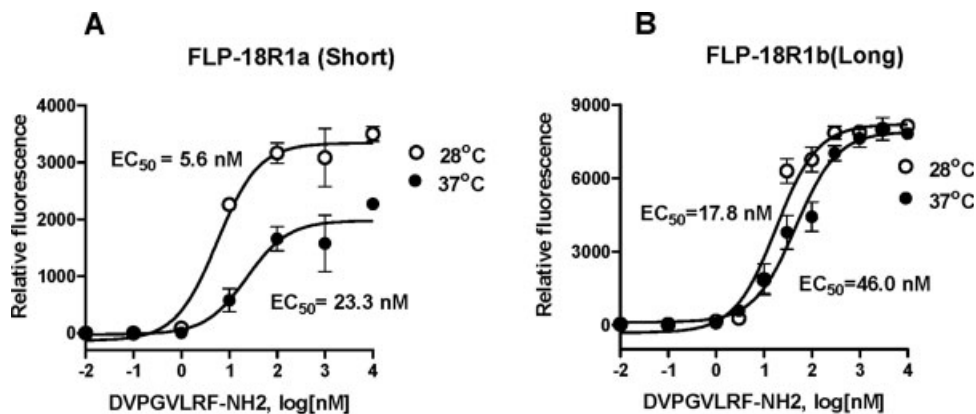 A
FLP-18R1a (Short)
Relative fluorescence
4000
3000
2000
1000
0
EC50 = 5.6 nM
EC50= 23.3 nM
28°C
37°C
-2 -1 0 1 2 3 4
DVPGVLRF-NH2, log[nM]
B
FLP-18R1b(Long)
Relative fluorescence
9000
6000
3000
0
EC50=17.8 nM
EC50=46.0 nM
28°C
37°C
-2 -1 0 1 2 3 4
DVPGVLRF-NH2, log[nM]